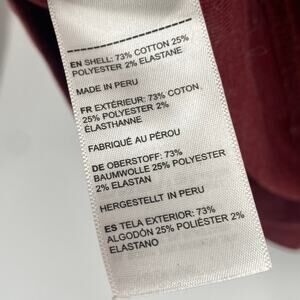 EN SHELL: 73% COTTON 25%
POLYESTER 2% ELASTANE.
MADE IN PERU
FR EXTÉRIEUR: 73% COTON
25% POLYESTER 2%
ÉLASTHANNE
FABRIQUÉ AU PÉROU
DE OBERSTOFF: 73%
BAUMWOLLE 25% POLYESTER
2% ELASTAN
HERGESTELLT IN PERU
ES TELA EXTERIOR: 73%
ALGODÓN 25% POLIÉSTER 2%
ELASTANO